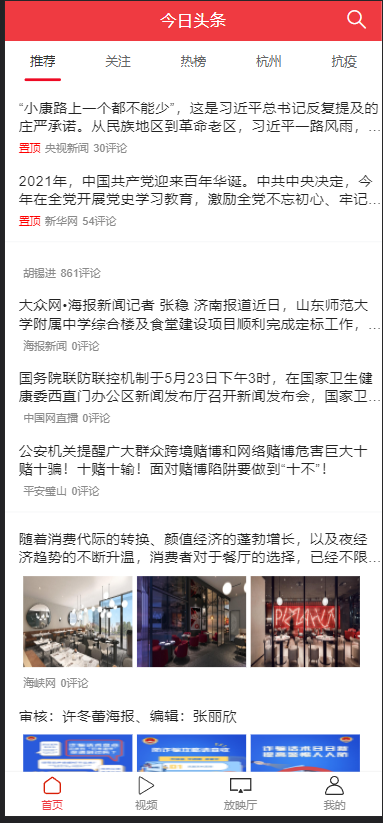 今日头条
推荐 关注 热榜 杭州 抗疫
“小康路上一个都不能少”，这是习近平总书记反复提及的
庄严承诺。从民族地区到革命老区，习近平一路风雨，...
置顶 央视新闻 30评论
2021年，中国共产党迎来百年华诞。中共中央决定，今
年在全党开展党史学习教育，激励全党不忘初心、牢记...
置顶 新华网 54评论
胡锡进 861评论
大众网•海报新闻记者 张稳 济南报道近日，山东师范大
学附属中学综合楼及食堂建设项目顺利完成定标工作，...
海报新闻 0评论
国务院联防联控机制于5月23日下午3时，在国家卫生健
康委西直门办公区新闻发布厅召开新闻发布会，国家卫...
中国网直播 0评论
公安机关提醒广大群众跨境赌博和网络赌博危害巨大十
赌十骗！十赌十输！面对赌博陷阱要做到“十不”！
平安璧山 0评论
随着消费代际的转换、颜值经济的蓬勃增长，以及夜经
济趋势的不断升温，消费者对于餐厅的选择，已经不限...
海峡网 0评论
审核：许冬蕾海报、编辑：张丽欣
首页 视频 放映厅 我的